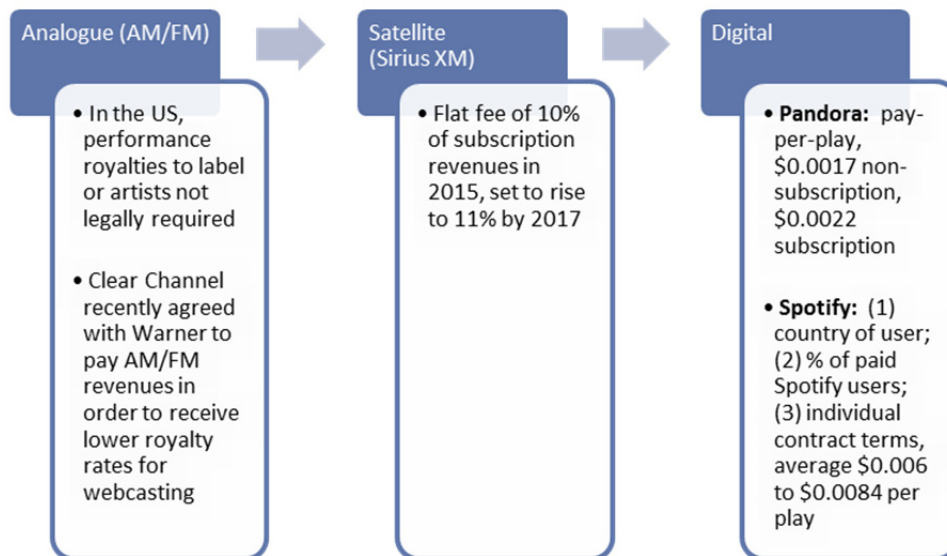 Analogue (AM/FM)
• In the US,
performance
royalties to label
or artists not
legally required
• Clear Channel
recently agreed
with Warner to
pay AM/FM
revenues in
order to receive
lower royalty
rates for
webcasting
Satellite
(Sirius XM)
• Flat fee of 10%
of subscription
revenues in
2015, set to rise
to 11% by 2017
Digital
• Pandora: pay-
per-play,
$0.0017 non-
subscription,
$0.0022
subscription
• Spotify: (1)
country of user;
(2) % of paid
Spotify users;
(3) individual
contract terms,
average $0.006
to $0.0084 per
play